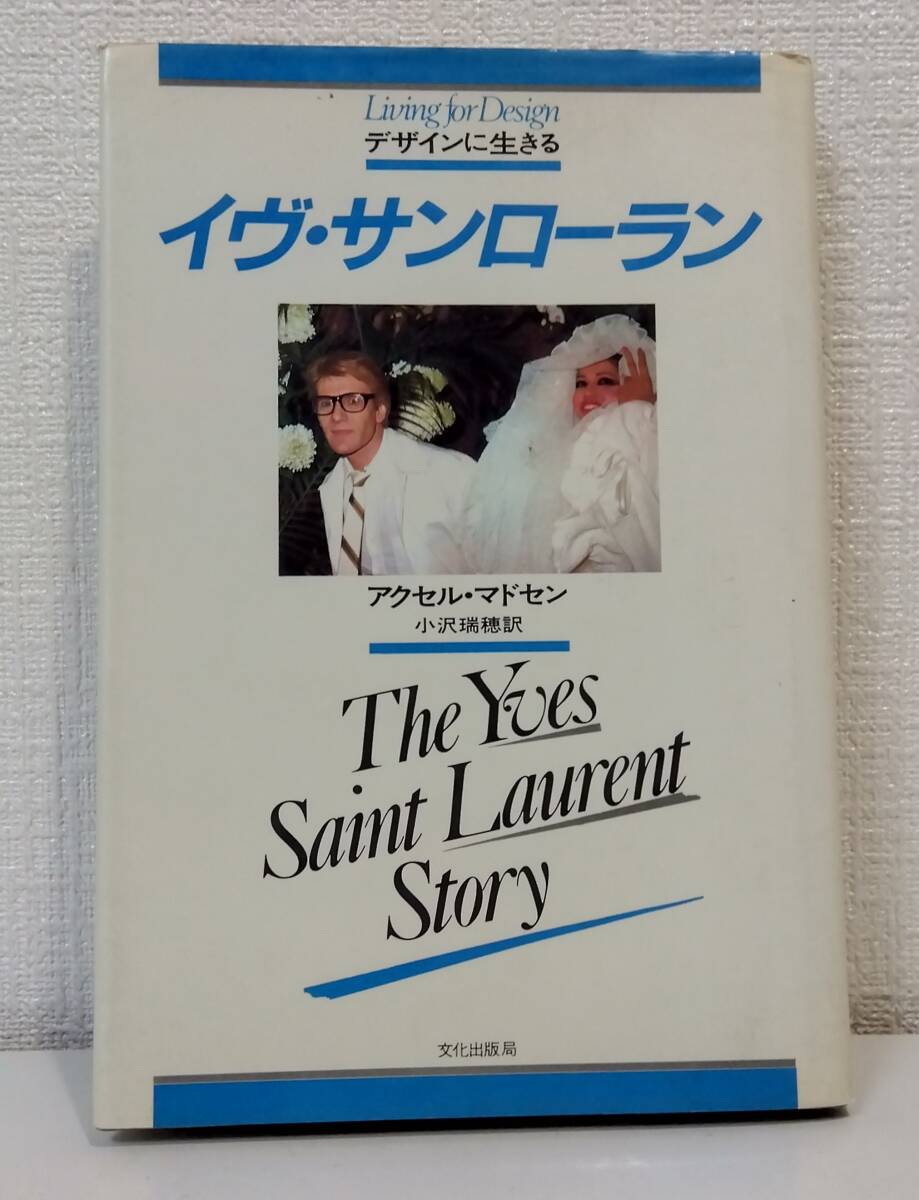 Living for Design
デザインに生きる
イヴ・サンローラン
アクセル・マドセン
小沢瑞穂訳
The Yves
Saint Laurent
Story
文化出版局